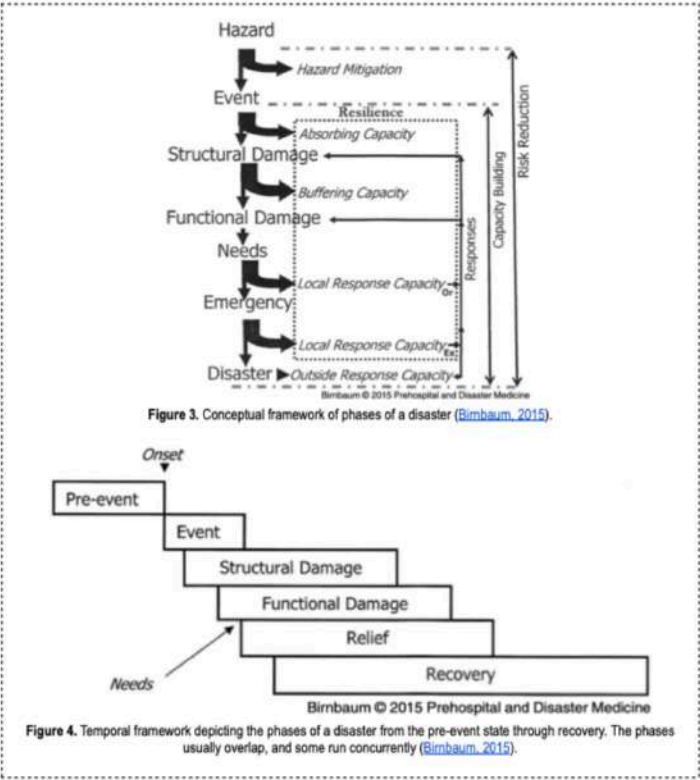 Hazard
Hazard Mitigation
Event
Resilience
Absorbing Capacity
Structural Damage
Buffering Capacity
Functional Damage
Needs
Local Response Capacity
Or
Emergency
Local Response Capacity
Ex
Disaster
Outside Response Capacity
Responses
Capacity Building
Risk Reduction
Birnbaum © 2015 Prehospital and Disaster Medicine
Figure 3. Conceptual framework of phases of a disaster (Birnbaum, 2015).
Onset
Pre-event
Event
Structural Damage
Functional Damage
Relief
Recovery
Needs
Birnbaum © 2015 Prehospital and Disaster Medicine
Figure 4. Temporal framework depicting the phases of a disaster from the pre-event state through recovery. The phases
usually overlap, and some run concurrently (Birnbaum, 2015).